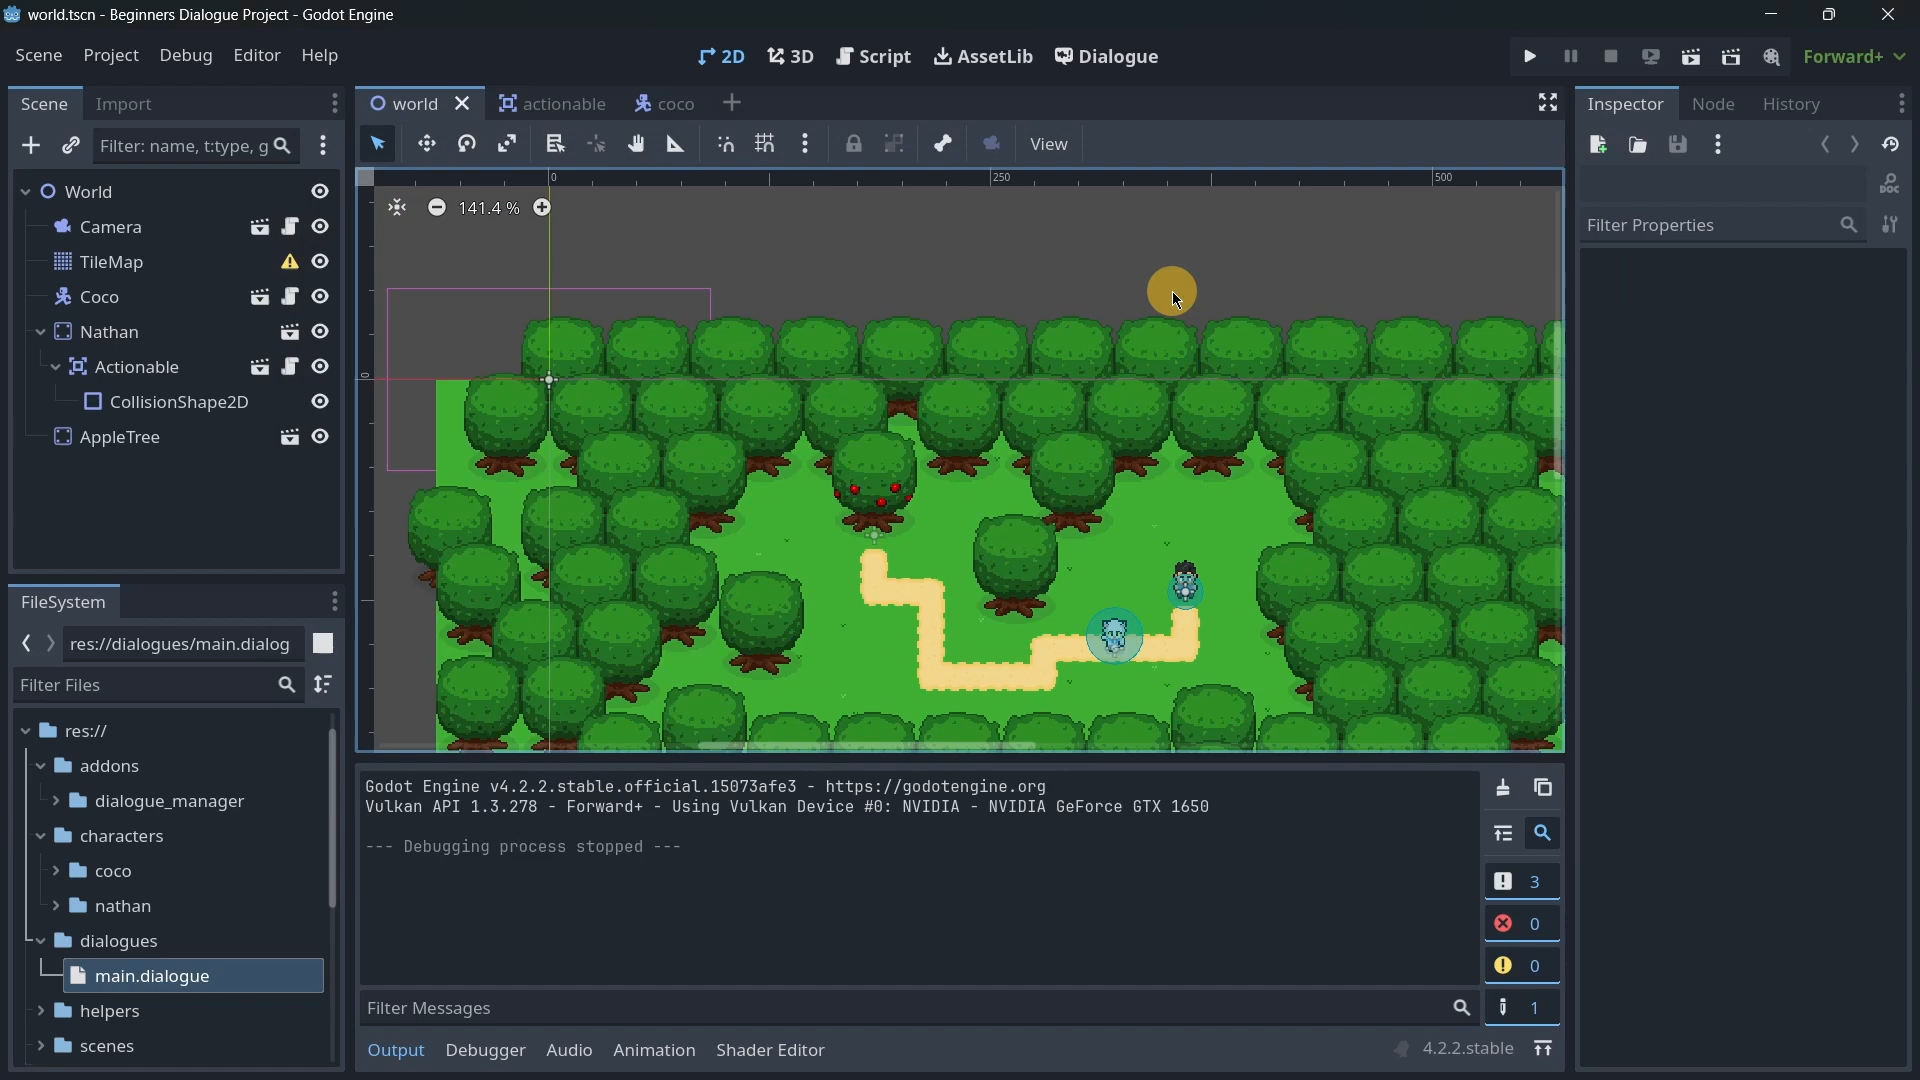 world.tscn - Beginners Dialogue Project - Godot Engine
Scene Project Debug Editor Help
2D 3D Script AssetLib Dialogue
Forward+
Scene Import
Filter: name, t:type, g
World
Camera
TileMap
Coco
Nathan
Actionable
CollisionShape2D
AppleTree
FileSystem
res://dialogues/main.dialog
Filter Files
res://
addons
dialogue_manager
characters
coco
nathan
dialogues
main.dialogue
helpers
scenes
world actionable coco
View
0 250 500
0
141.4 %
Godot Engine v4.2.2.stable.official.15073afe3 - https://godotengine.org
Vulkan API 1.3.278 - Forward+ - Using Vulkan Device #0: NVIDIA - NVIDIA GeForce GTX 1650
--- Debugging process stopped ---
3
0
0
1
Filter Messages
Output Debugger Audio Animation Shader Editor
4.2.2.stable
Inspector Node History
DOC
Filter Properties